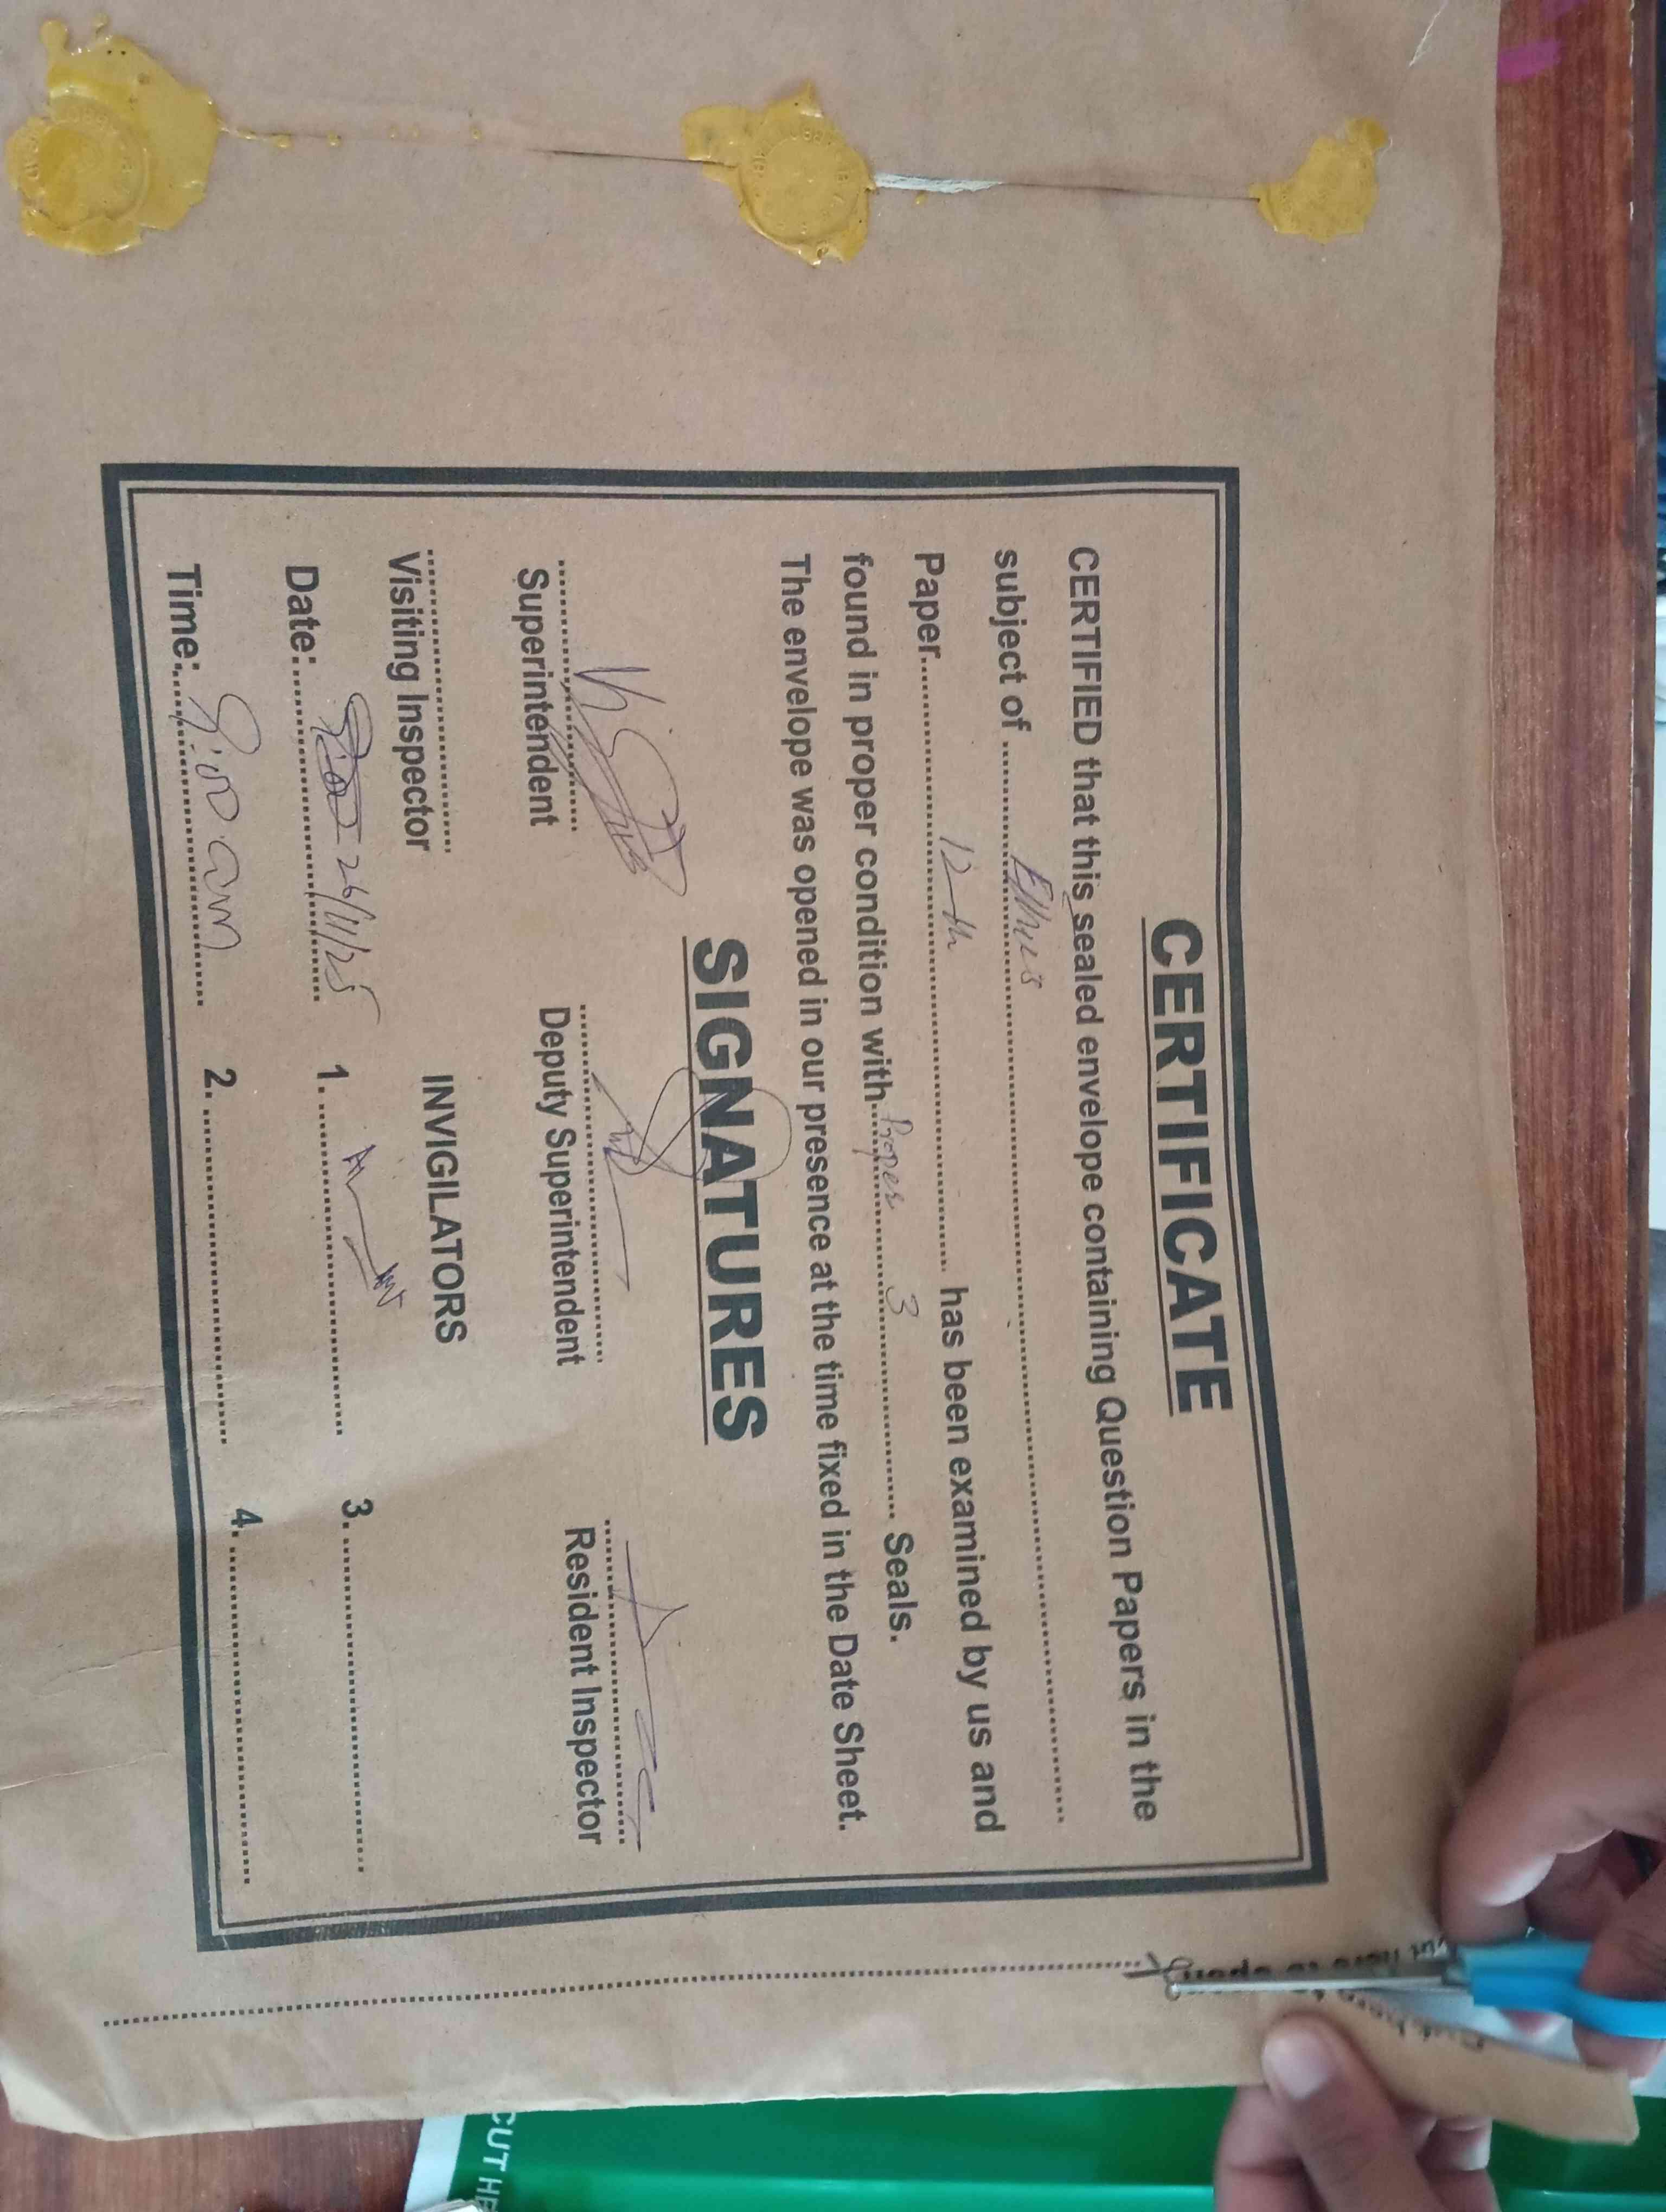 CERTIFICATE
CERTIFIED that this sealed envelope containing Question Papers in the
subject of Ethics
Paper 12th has been examined by us and
found in proper condition with Proper 3 Seals.
The envelope was opened in our presence at the time fixed in the Date Sheet.
SIGNATURES
Superintendent Deputy Superintendent Resident Inspector
Visiting Inspector INVIGILATORS
Date: 26/11/25 1. 3.
Time: 9:00 am 2. 4.
CUT HE